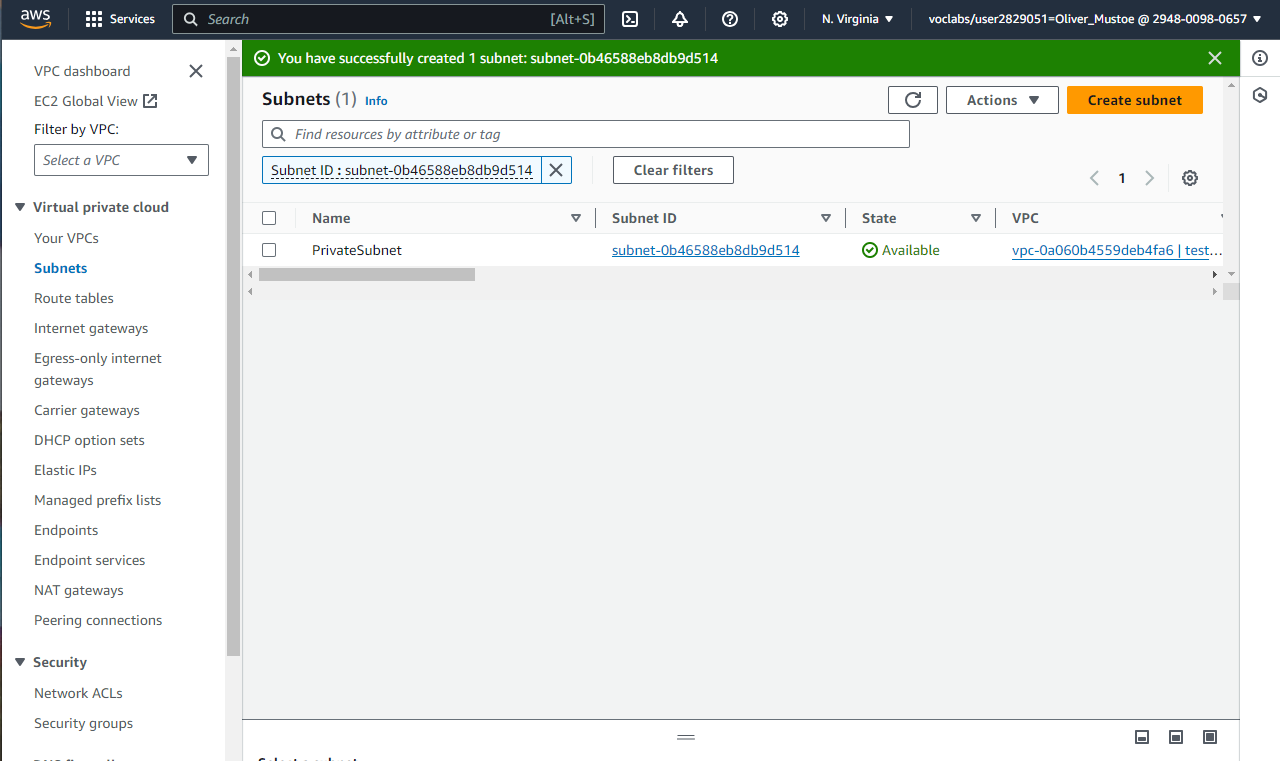 aws
Services
Search
[Alt+S]
N. Virginia
voclabs/user2829051=Oliver_Mustoe @ 2948-0098-0657
VPC dashboard
EC2 Global View
Filter by VPC:
Select a VPC
Virtual private cloud
Your VPCs
Subnets
Route tables
Internet gateways
Egress-only internet
gateways
Carrier gateways
DHCP option sets
Elastic IPs
Managed prefix lists
Endpoints
Endpoint services
NAT gateways
Peering connections
Security
Network ACLs
Security groups
You have successfully created 1 subnet: subnet-0b46588eb8db9d514
Subnets (1) Info
Actions
Create subnet
Find resources by attribute or tag
Subnet ID : subnet-0b46588eb8db9d514
Clear filters
1
Name
Subnet ID
State
VPC
PrivateSubnet
subnet-0b46588eb8db9d514
Available
vpc-0a060b4559deb4fa6 | test…
Select a subnet